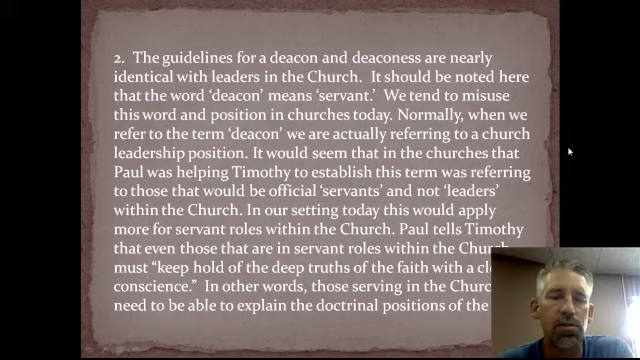 2. The guidelines for a deacon and deaconess are nearly
identical with leaders in the Church. It should be noted here
that the word ‘deacon’ means ‘servant.’ We tend to misuse
this word and position in churches today. Normally, when we
refer to the term ‘deacon’ we are actually referring to a church
leadership position. It would seem that in the churches that
Paul was helping Timothy to establish this term was referring
to those that would be official ‘servants’ and not ‘leaders’
within the Church. In our setting today this would apply
more for servant roles within the Church. Paul tells Timothy
that even those that are in servant roles within the Church
must “keep hold of the deep truths of the faith with a
conscience.” In other words, those serving in the
need to be able to explain the doctrinal positions of the